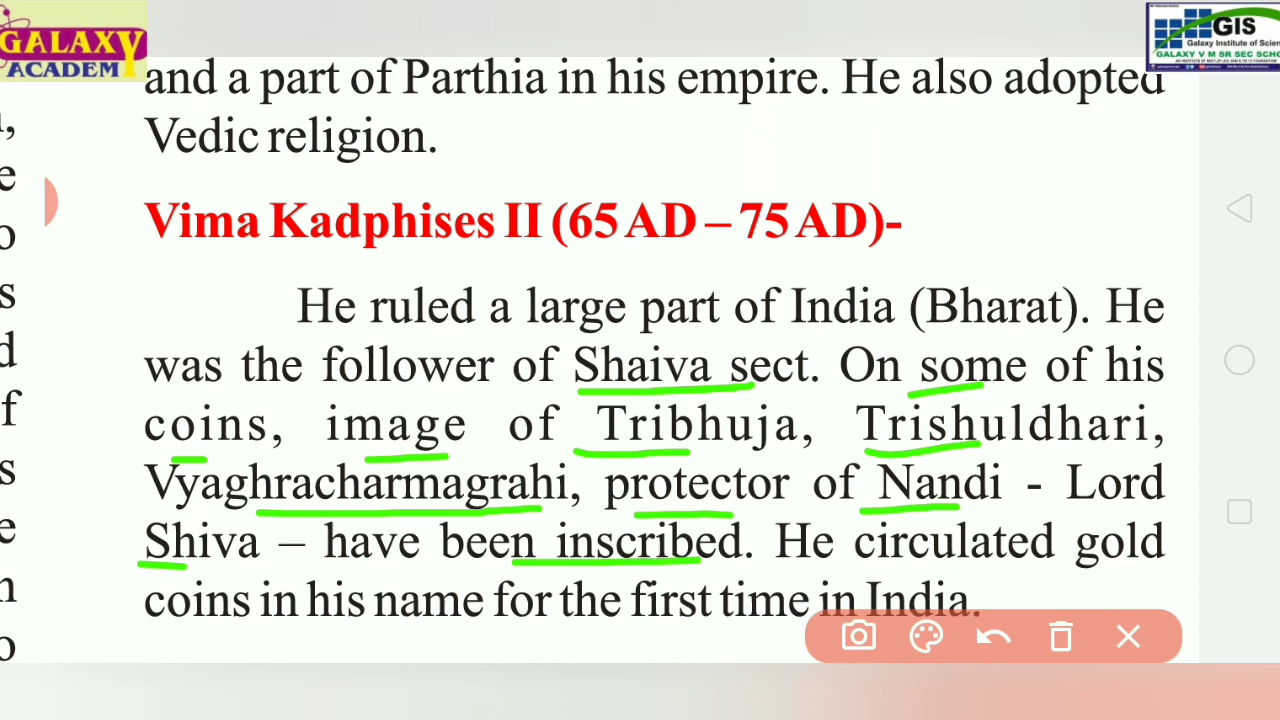 GALAXY
ACADEM
GIS
Galaxy Institute of Scien
GALAXY V M SR SEC SCHO
and a part of Parthia in his empire. He also adopted
Vedic religion.
Vima Kadphises II (65 AD – 75 AD)-
He ruled a large part of India (Bharat). He
was the follower of Shaiva sect. On some of his
coins, image of Tribhuja, Trishuldhari,
Vyaghracharmagrahi, protector of Nandi - Lord
Shiva – have been inscribed. He circulated gold
coins in his name for the first time in India.
,
e
o
s
d
f
s
e
n
o